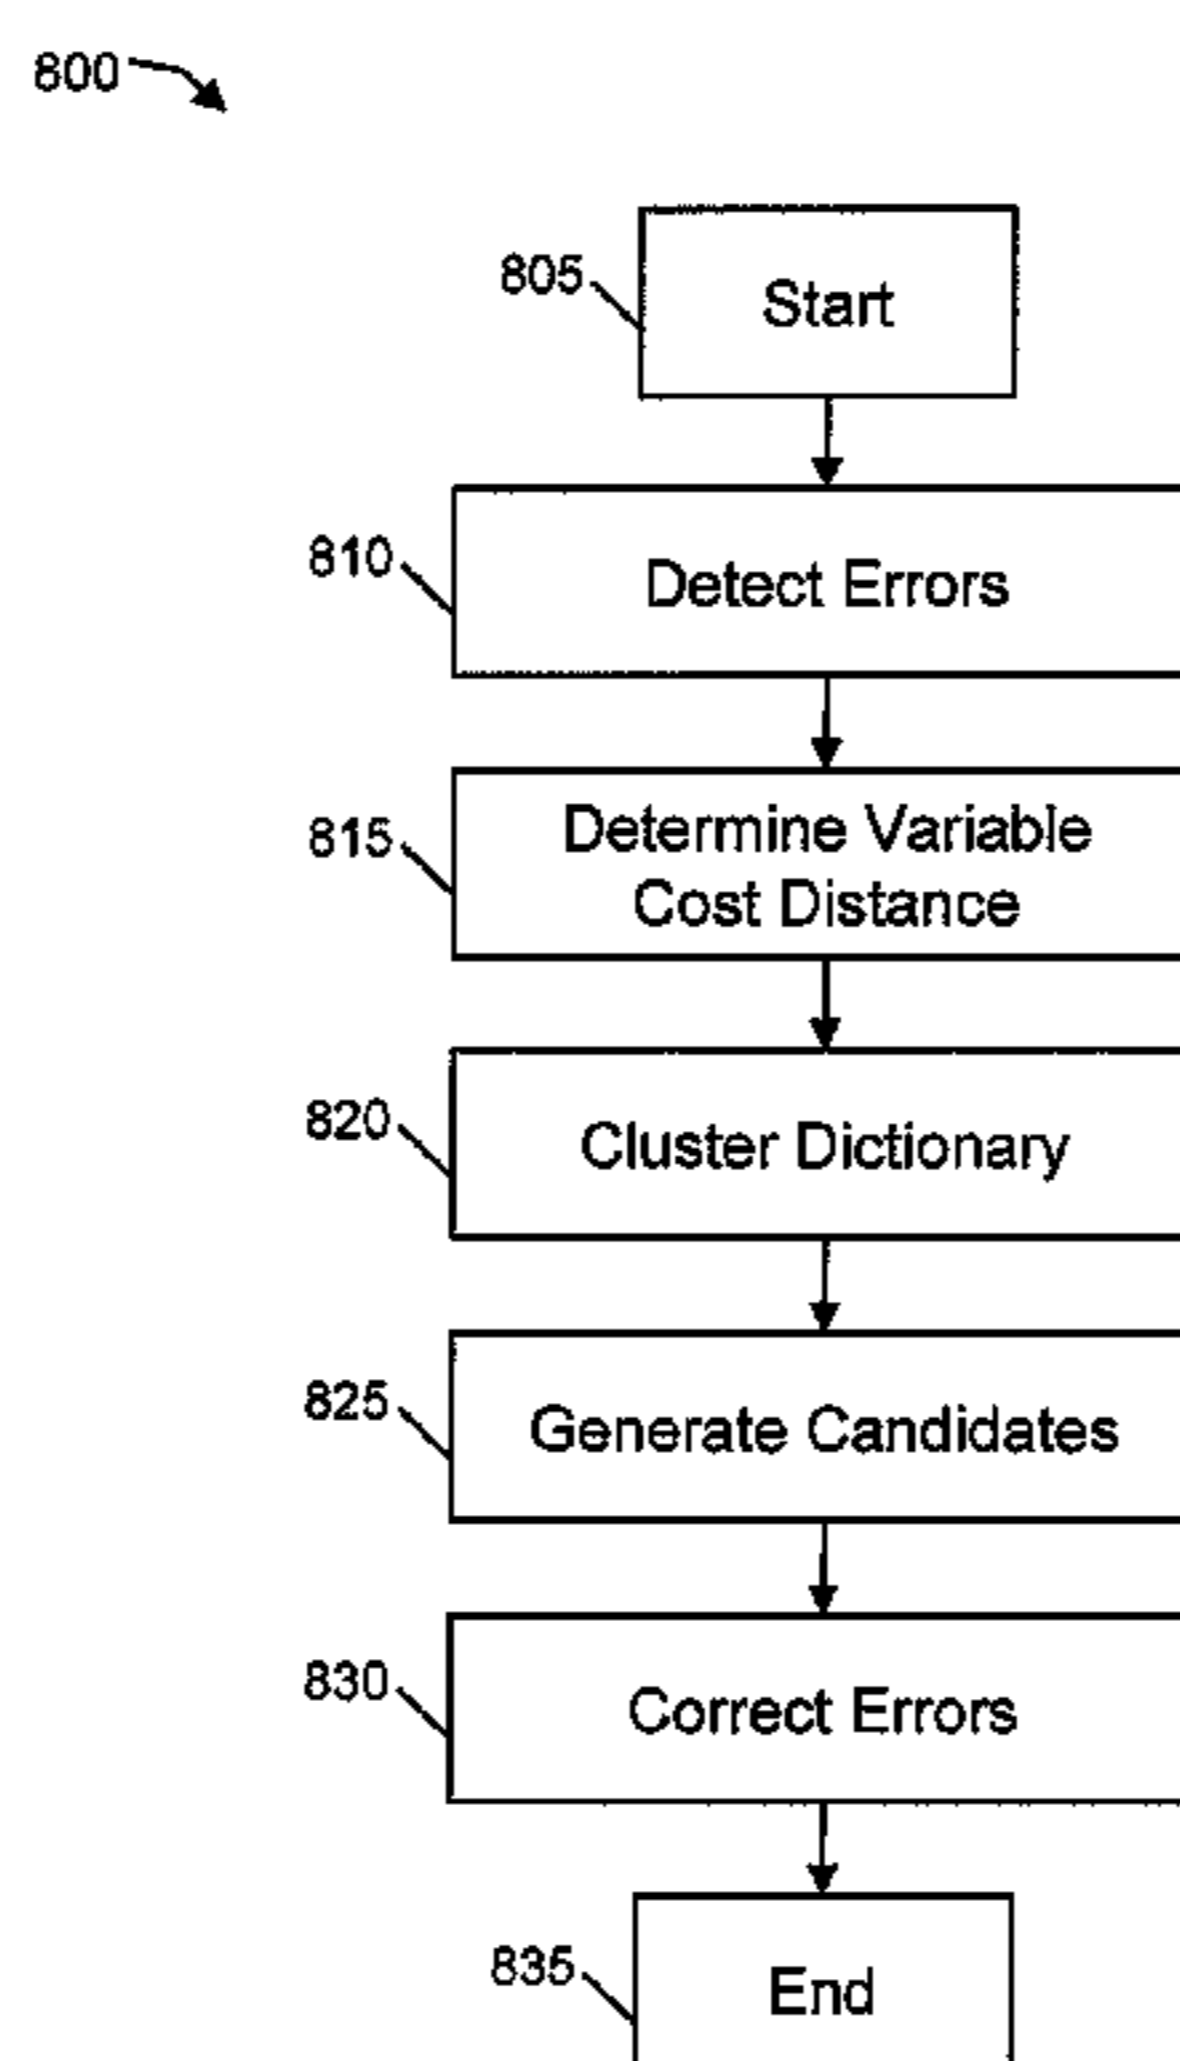 800
805
Start
810
Detect Errors
815
Determine Variable
Cost Distance
820
Cluster Dictionary
825
Generate Candidates
830
Correct Errors
835
End